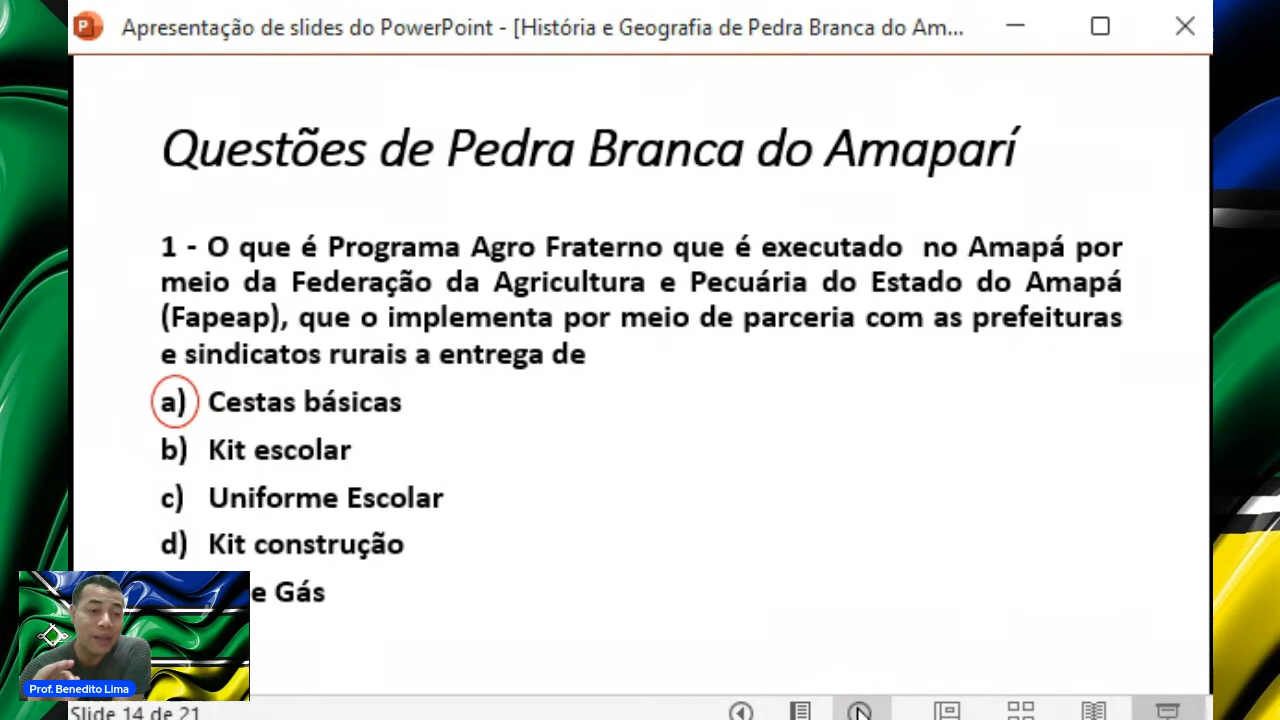 Apresentação de slides do PowerPoint - [História e Geografia de Pedra Branca do Am...
Questões de Pedra Branca do Amaparí
1 - O que é Programa Agro Fraterno que é executado no Amapá por
meio da Federação da Agricultura e Pecuária do Estado do Amapá
(Fapeap), que o implementa por meio de parceria com as prefeituras
e sindicatos rurais a entrega de
a) Cestas básicas
b) Kit escolar
c) Uniforme Escolar
d) Kit construção
e Gás
Prof. Benedito Lima
Slide 14 de 21